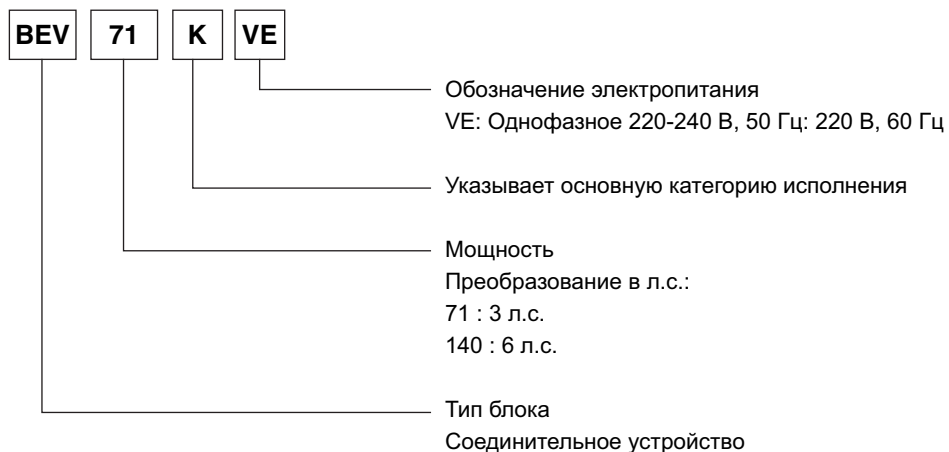 BEV 71 K VE
Обозначение электропитания
VE: Однофазное 220-240 В, 50 Гц: 220 В, 60 Гц
Указывает основную категорию исполнения
Мощность
Преобразование в л.с.:
71 : 3 л.с.
140 : 6 л.с.
Тип блока
Соединительное устройство